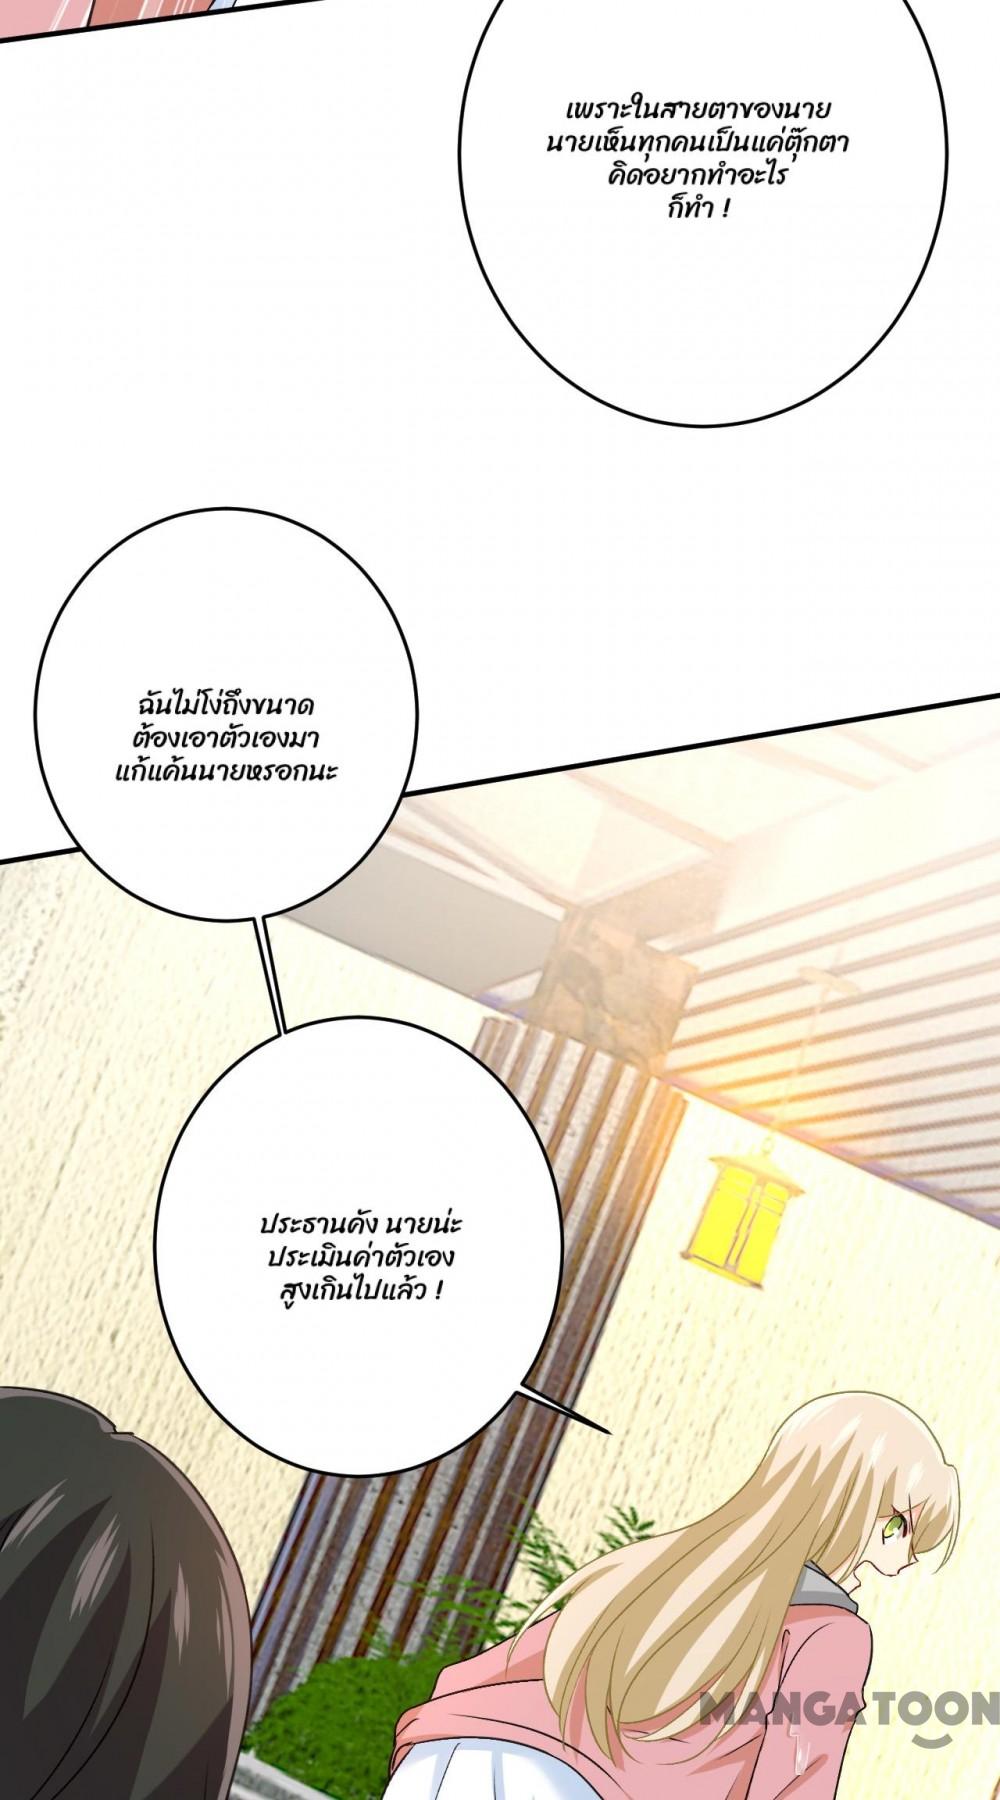 เพราะในสายตาของนาย
นายเห็นทุกคนเป็นแค่ตุ๊กตา
คิดอยากทำอะไร
ก็ทำ !
ฉันไม่โง่ถึงขนาด
ต้องเอาตัวเองมา
แก้แค้นนายหรอกนะ
ประธานคัง นายน่ะ
ประเมินค่าตัวเอง
สูงเกินไปแล้ว !
MANGATOON